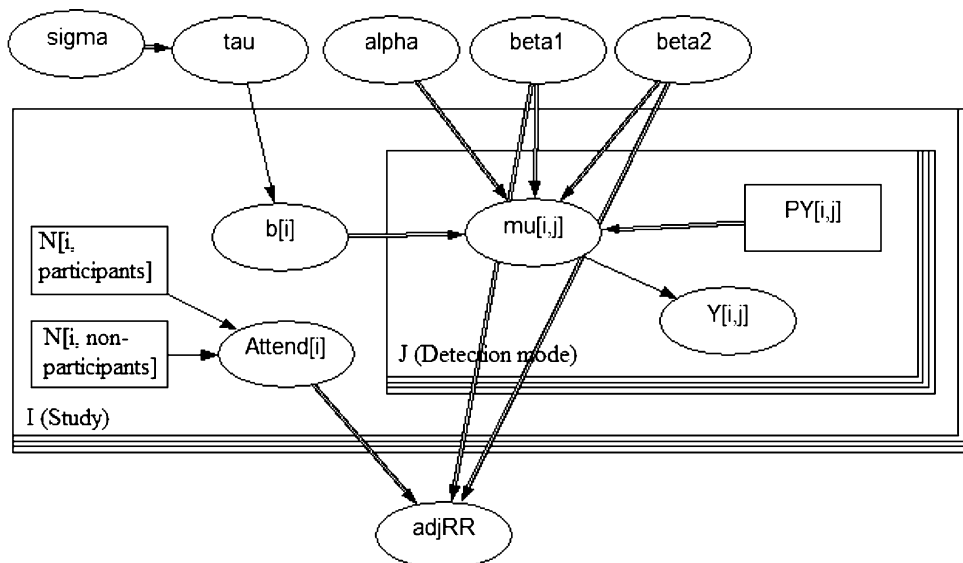 sigma
tau
alpha
beta1
beta2
b[i]
mu[i,j]
PY[i,j]
N[i,
participants]
Y[i,j]
N[i, non-
participants]
Attend[i]
J (Detection mode)
I (Study)
adjRR